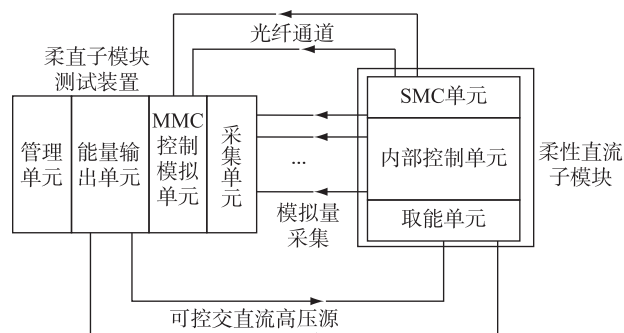 光纤通道
柔直子模块
测试装置
管理
单元
能量输
出单元
MMC
控制
模拟
单元
采
集
单
元
...
模拟量
采集
SMC单元
内部控制单元
取能单元
柔性直流
子模块
可控交直流高压源